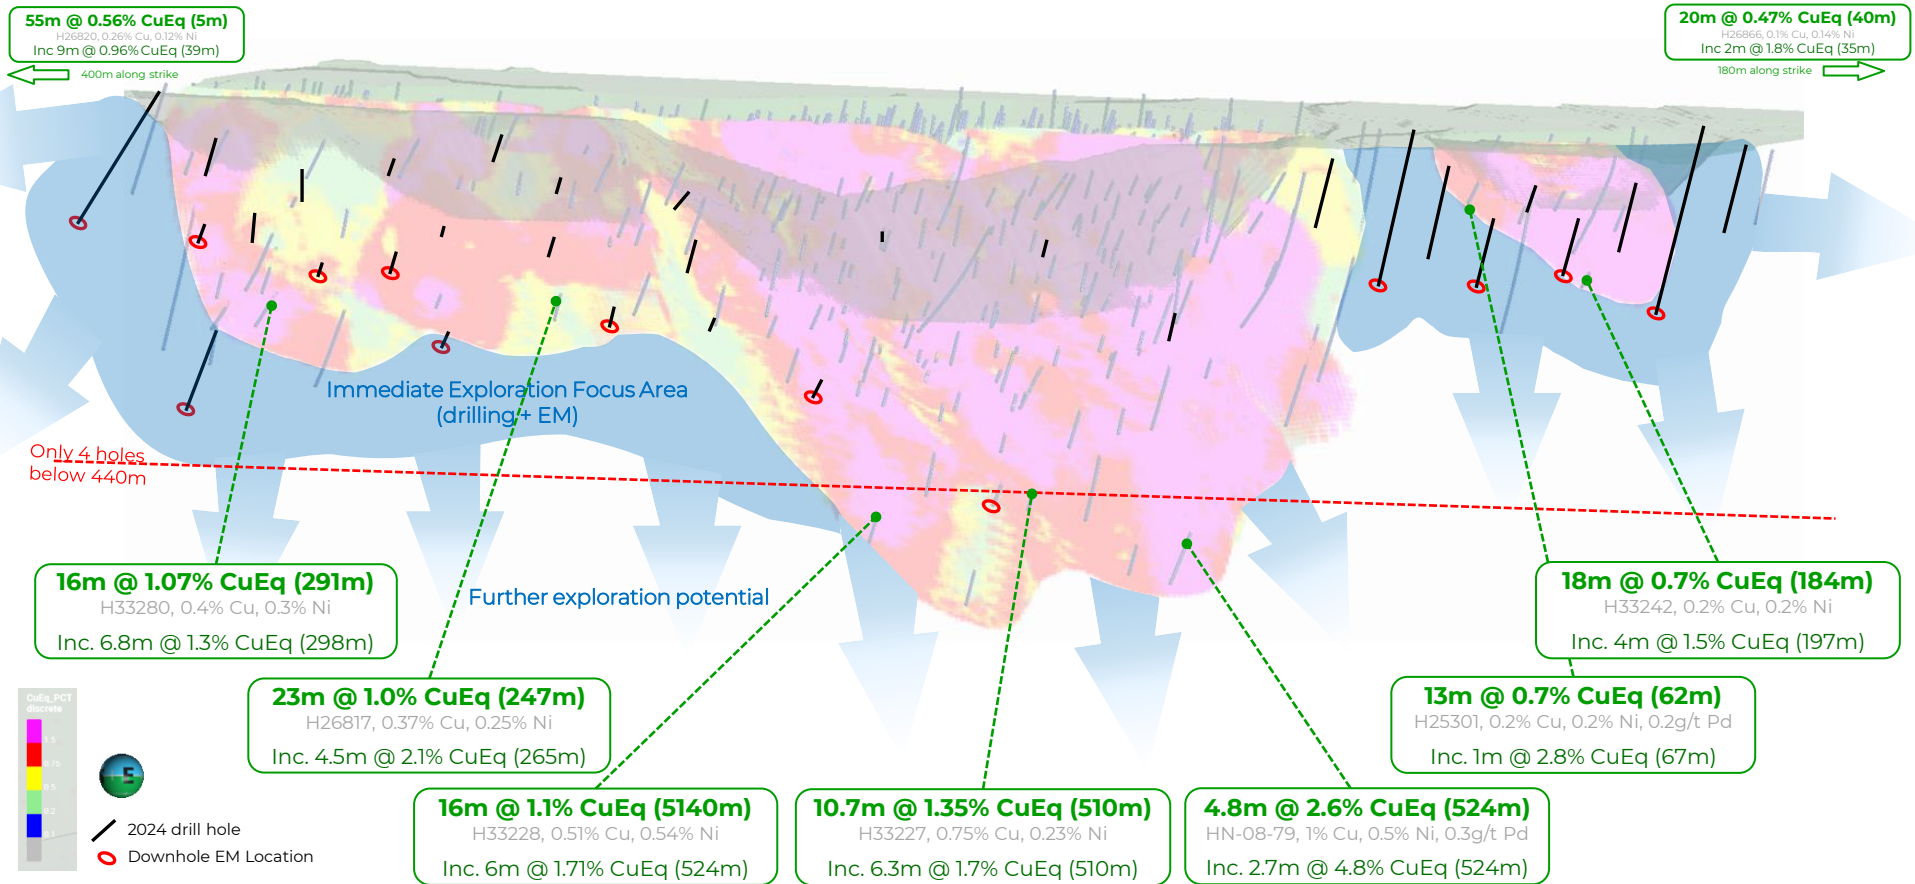 55m @ 0.56% CuEq (5m)
H26820, 0.26% Cu, 0.12% Ni
Inc 9m @ 0.96% CuEq (39m)
400m along strike
20m @ 0.47% CuEq (40m)
H26866, 0.1% Cu, 0.14% Ni
Inc 2m @ 1.8% CuEq (35m)
180m along strike
Immediate Exploration Focus Area
(drilling + EM)
Only 4 holes
below 440m
Further exploration potential
16m @ 1.07% CuEq (291m)
H33280, 0.4% Cu, 0.3% Ni
Inc. 6.8m @ 1.3% CuEq (298m)
18m @ 0.7% CuEq (184m)
H33242, 0.2% Cu, 0.2% Ni
Inc. 4m @ 1.5% CuEq (197m)
23m @ 1.0% CuEq (247m)
H26817, 0.37% Cu, 0.25% Ni
Inc. 4.5m @ 2.1% CuEq (265m)
13m @ 0.7% CuEq (62m)
H25301, 0.2% Cu, 0.2% Ni, 0.2g/t Pd
Inc. 1m @ 2.8% CuEq (67m)
16m @ 1.1% CuEq (5140m)
H33228, 0.51% Cu, 0.54% Ni
Inc. 6m @ 1.71% CuEq (524m)
10.7m @ 1.35% CuEq (510m)
H33227, 0.75% Cu, 0.23% Ni
Inc. 6.3m @ 1.7% CuEq (510m)
4.8m @ 2.6% CuEq (524m)
HN-08-79, 1% Cu, 0.5% Ni, 0.3g/t Pd
Inc. 2.7m @ 4.8% CuEq (524m)
CuEq_PCT
discrete
1.5
0.75
0.5
0.2
0.1
E
2024 drill hole
Downhole EM Location